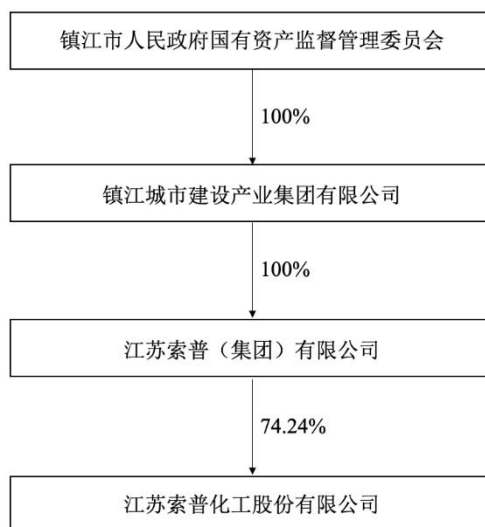 镇江市人民政府国有资产监督管理委员会
100%
镇江城市建设产业集团有限公司
100%
江苏索普（集团）有限公司
74.24%
江苏索普化工股份有限公司